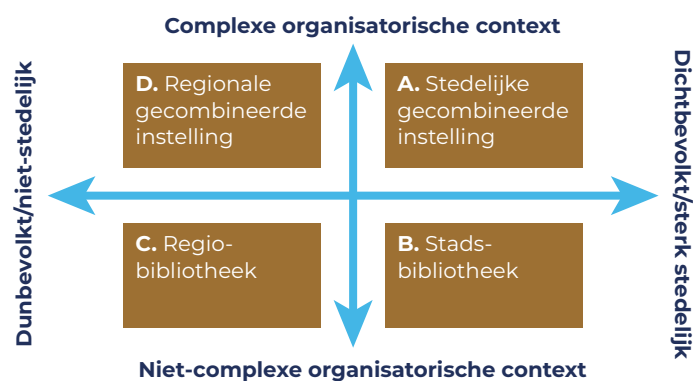 Complexe organisatorische context
Dunbevolkt/niet-stedelijk
D. Regionale
gecombineerde
instelling
A. Stedelijke
gecombineerde
instelling
Dichtbevolkt/sterk stedelijk
C. Regio-
bibliotheek
B. Stads-
bibliotheek
Niet-complexe organisatorische context